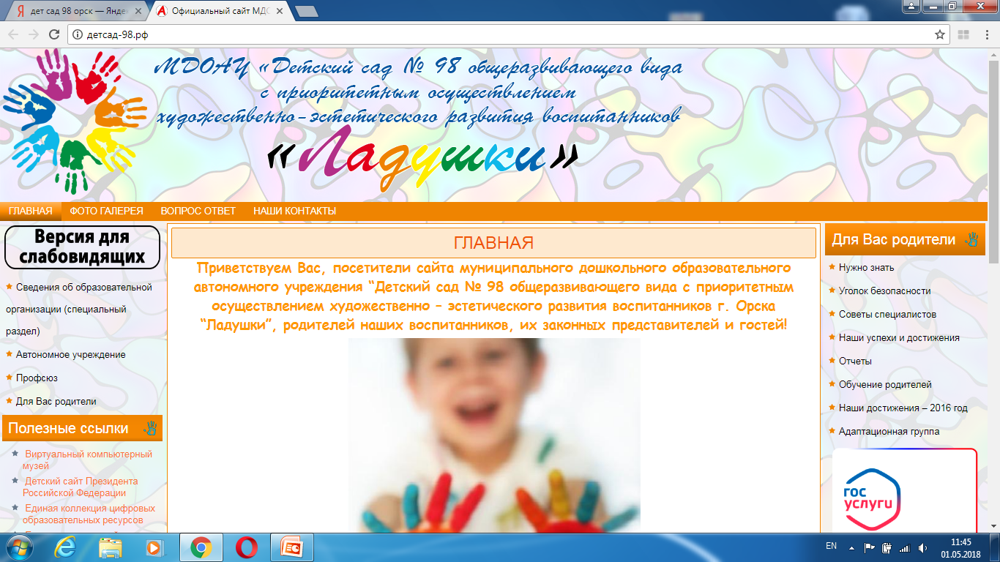 дет сад 98 орск — Янде
Официальный сайт МДО
детсад-98.рф
МДОАУ «Детский сад № 98 общеразвивающего вида
с приоритетным осуществлением
художественно-эстетического развития воспитанников
«Ладушки»
ГЛАВНАЯ ФОТО ГАЛЕРЕЯ ВОПРОС ОТВЕТ НАШИ КОНТАКТЫ
Версия для
слабовидящих
Сведения об образовательной
организации (специальный
раздел)
Автономное учреждение
Профсюз
Для Вас родители
Полезные ссылки
Виртуальный компьютерный
музей
Детский сайт Президента
Российской Федерации
Единая коллекция цифровых
образовательных ресурсов
ГЛАВНАЯ
Приветствуем Вас, посетители сайта муниципального дошкольного образовательного
автономного учреждения “Детский сад № 98 общеразвивающего вида с приоритетным
осуществлением художественно – эстетического развития воспитанников г. Орска
“Ладушки”, родителей наших воспитанников, их законных представителей и гостей!
Для Вас родители
Нужно знать
Уголок безопасности
Советы специалистов
Наши успехи и достижения
Отчеты
Обучение родителей
Наши достижения – 2016 год
Адаптационная группа
гос
услуги
EN
11:45
01.05.2018